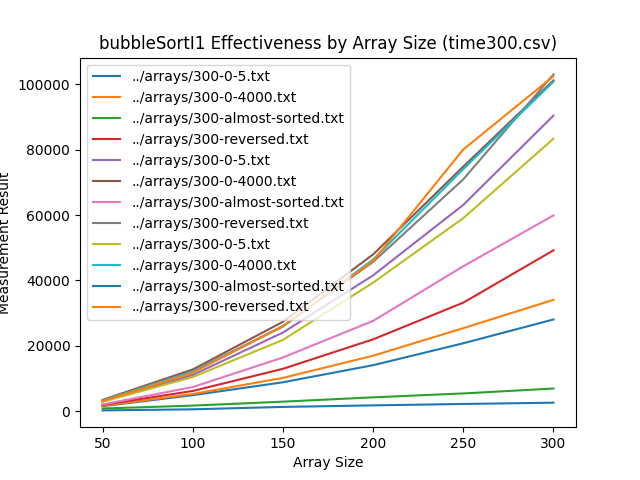 bubbleSortI1 Effectiveness by Array Size (time300.csv)
Measurement Result
100000
80000
60000
40000
20000
0
../arrays/300-0-5.txt
../arrays/300-0-4000.txt
../arrays/300-almost-sorted.txt
../arrays/300-reversed.txt
../arrays/300-0-5.txt
../arrays/300-0-4000.txt
../arrays/300-almost-sorted.txt
../arrays/300-reversed.txt
../arrays/300-0-5.txt
../arrays/300-0-4000.txt
../arrays/300-almost-sorted.txt
../arrays/300-reversed.txt
50 100 150 200 250 300
Array Size